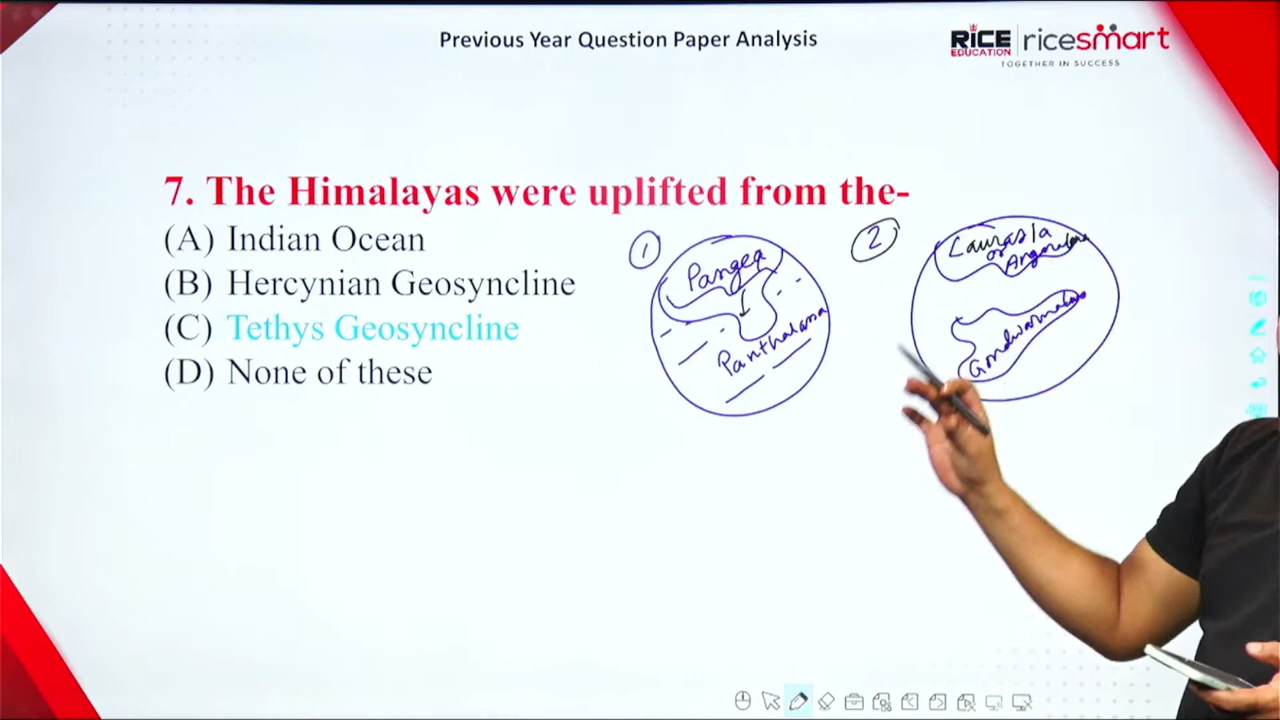 Previous Year Question Paper Analysis
RICE EDUCATION | ricesmart
TOGETHER IN SUCCESS
7. The Himalayas were uplifted from the-
(A) Indian Ocean
(B) Hercynian Geosyncline
(C) Tethys Geosyncline
(D) None of these
1
Pangea
Panthalassa
2
Laurasia
or
Angaraland
Gondwanaland